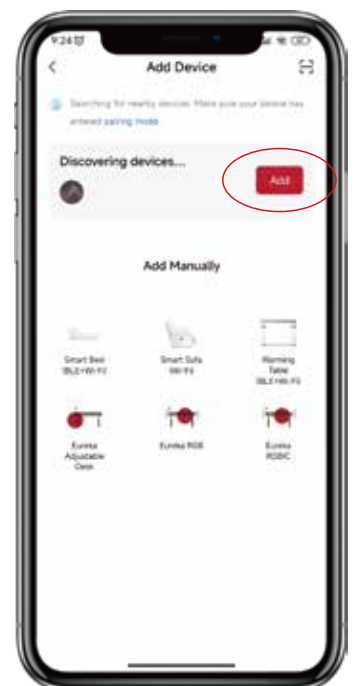 9:24
Add Device
Searching for nearby devices. Make sure your device has
entered pairing mode
Discovering devices...
Add
Add Manually
Smart Bed
(BLE+Wi-Fi)
Smart Sofa
(Wi-Fi)
Morning
Table
(BLE+Wi-Fi)
Eureka
Adjustable
Desk
Eureka RGB
Eureka
RGBIC